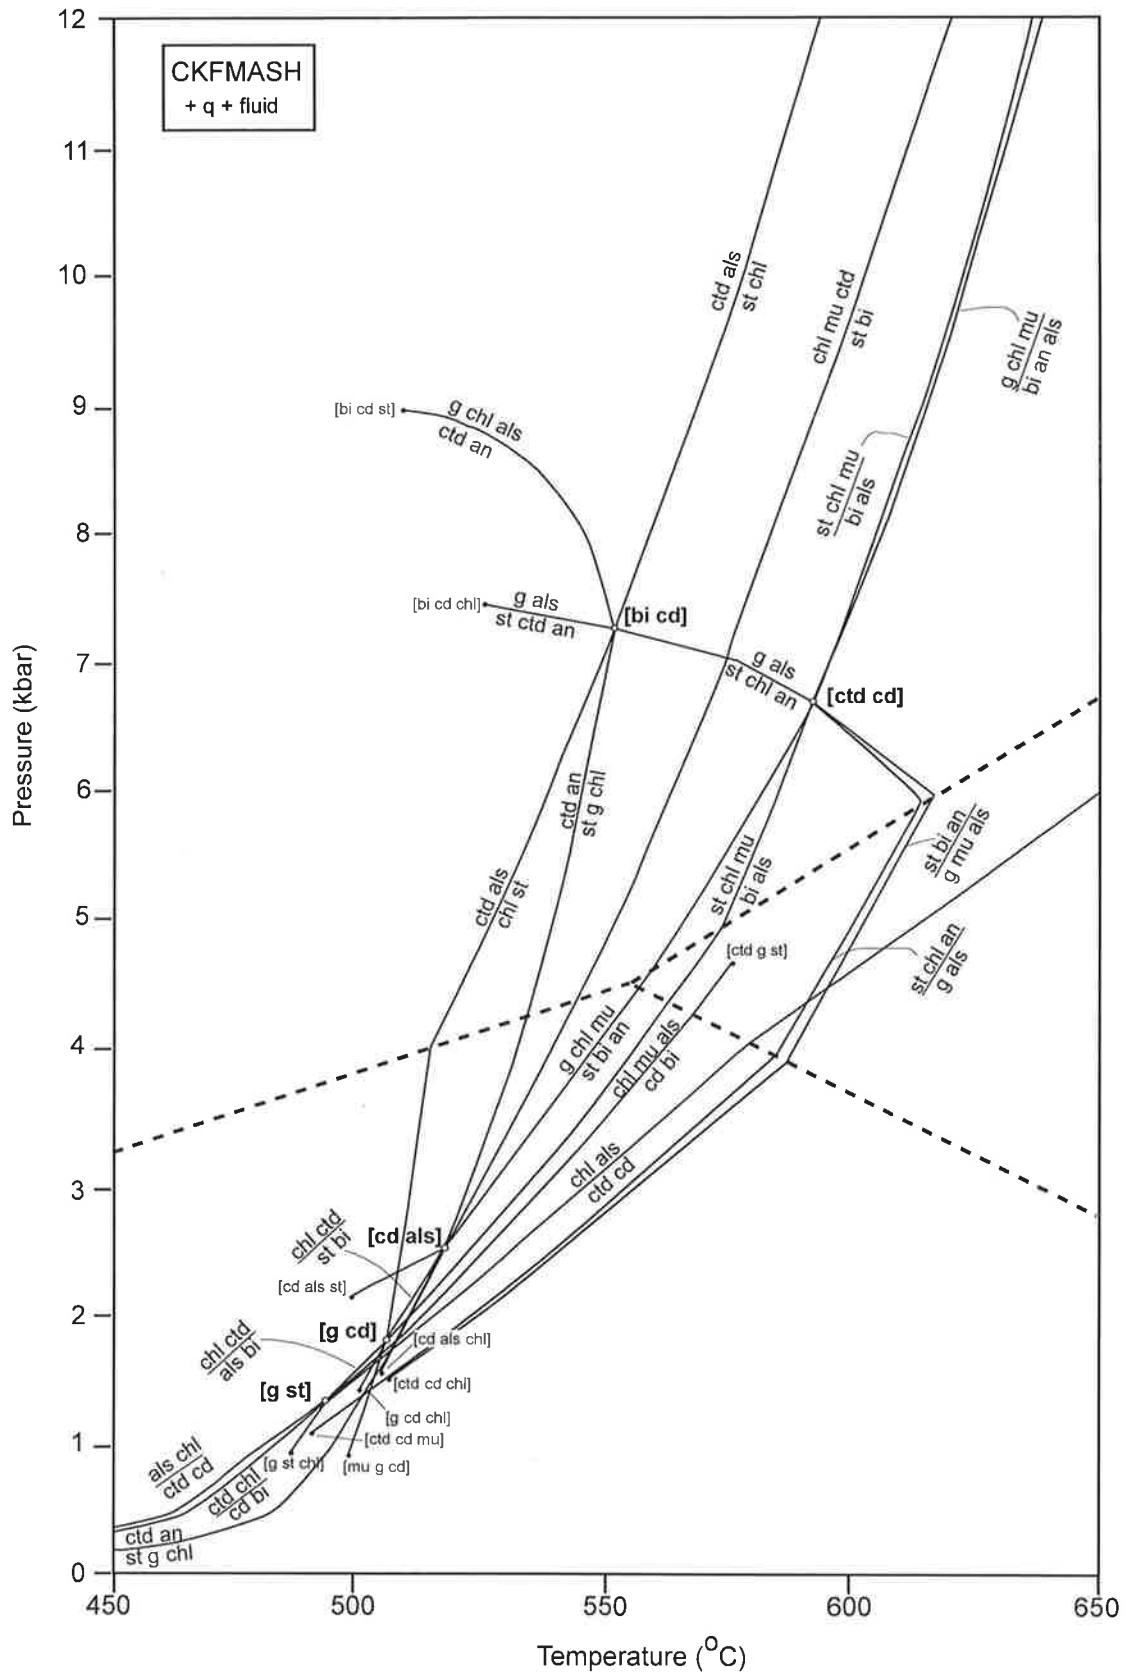 12
CKFMASH
+ q + fluid
11
10
ctd als
st chl
chl mu ctd
st bi
g chl mu
bi an als
9
[bi cd st]
g chl als
ctd an
st chl mu
bi als
8
[bi cd chl]
g als
st ctd an
[bi cd]
7
g als
st chl an
[ctd cd]
Pressure (kbar)
6
ctd an
st g chl
st bi an
g mu als
ctd als
chl st
st chl mu
bi als
5
[ctd g st]
st chl an
g als
4
g chl mu
st bi an
chl mu als
cd bi
chl als
ctd cd
3
chl ctd
st bi
[cd als]
[cd als st]
2
[g cd]
[cd als chl]
chl ctd
als bi
[g st]
[ctd cd chl]
[g cd chl]
[ctd cd mu]
1
[g st chl]
[mu g cd]
als chl
ctd cd
ctd chl
cd bi
ctd an
st g chl
0
450
500
550
600
650
Temperature (°C)